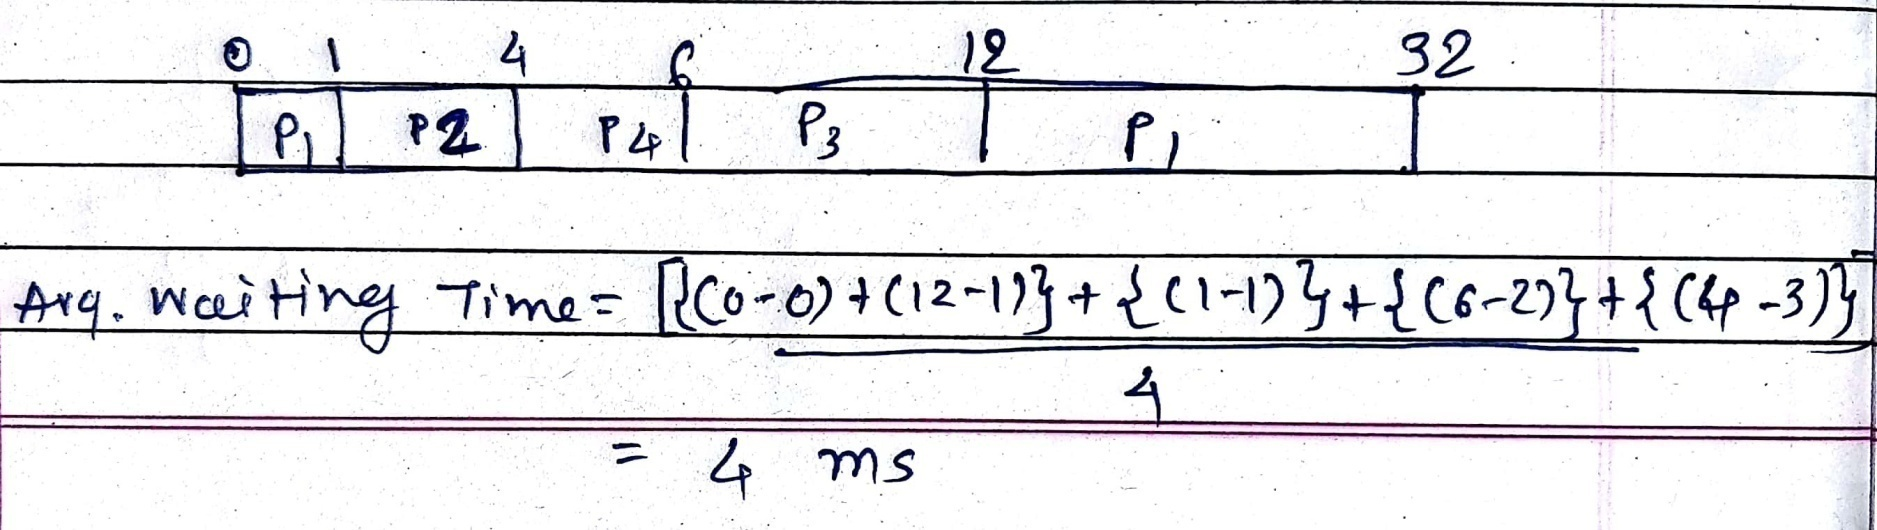 0 1 4 6 12 32
P1 P2 P4 P3 P1
Avg. Waiting Time = [{(0-0)+(12-1)}+{(1-1)}+{(6-2)}+{(4-3)}]
4
= 4 ms